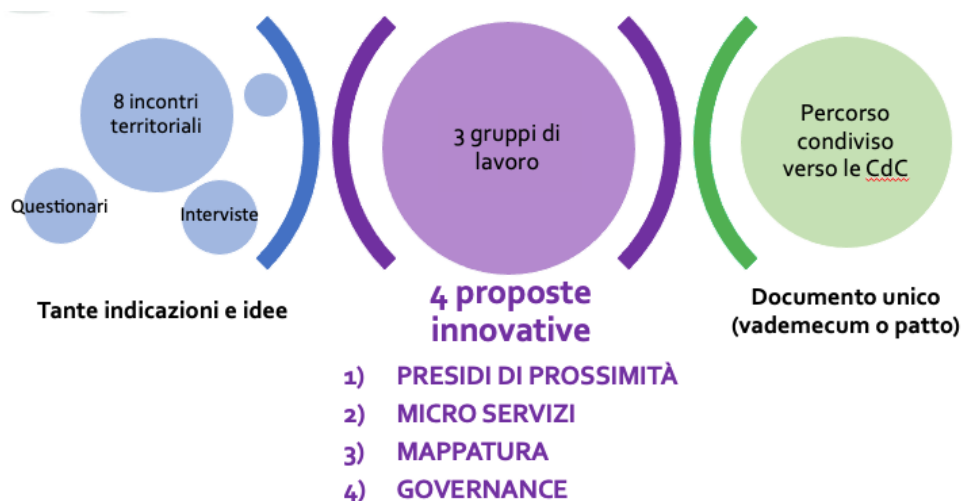 8 incontri
territoriali
Questionari
Interviste
Tante indicazioni e idee
3 gruppi di
lavoro
4 proposte
innovative
1) PRESIDI DI PROSSIMITÀ
2) MICRO SERVIZI
3) MAPPATURA
4) GOVERNANCE
Percorso
condiviso
verso le CdC
Documento unico
(vademecum o patto)